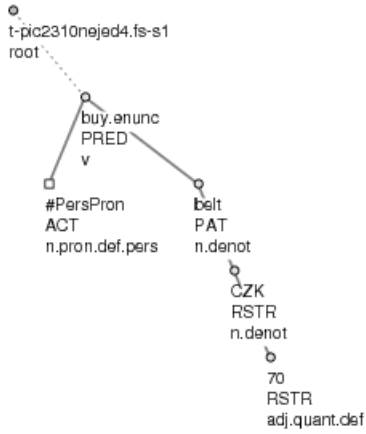 t-pic2310nejed4.fs-s1
root
buy.enunc
PRED
v
#PersPron
ACT
n.pron.def.pers
belt
PAT
n.denot
CZK
RSTR
n.denot
70
RSTR
adj.quant.def